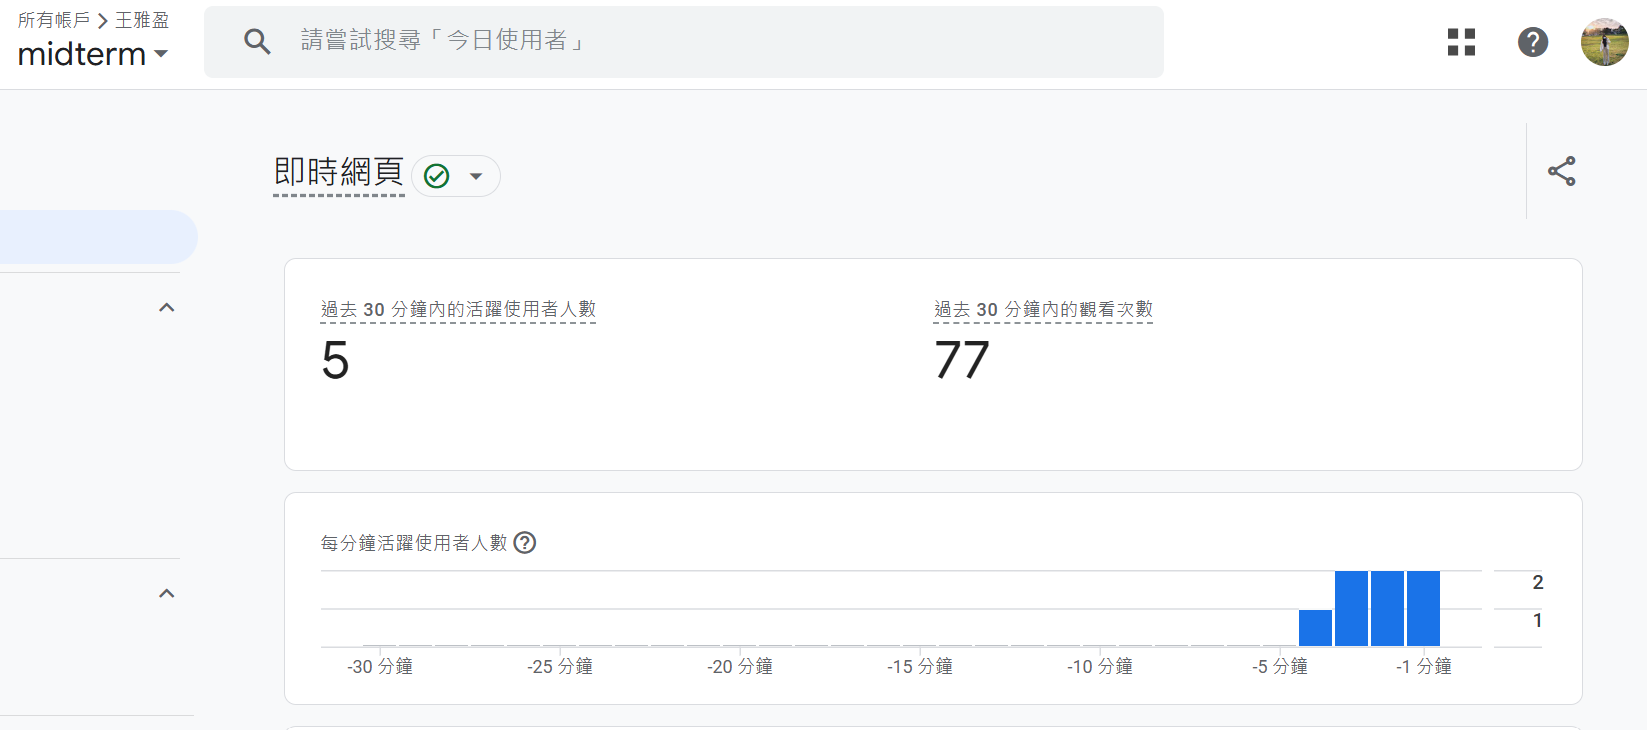 所有帳戶 > 王雅盈
midterm
請嘗試搜尋「今日使用者」
即時網頁
過去 30 分鐘內的活躍使用者人數
5
過去 30 分鐘內的觀看次數
77
每分鐘活躍使用者人數
2
1
-30 分鐘 -25 分鐘 -20 分鐘 -15 分鐘 -10 分鐘 -5 分鐘 -1 分鐘